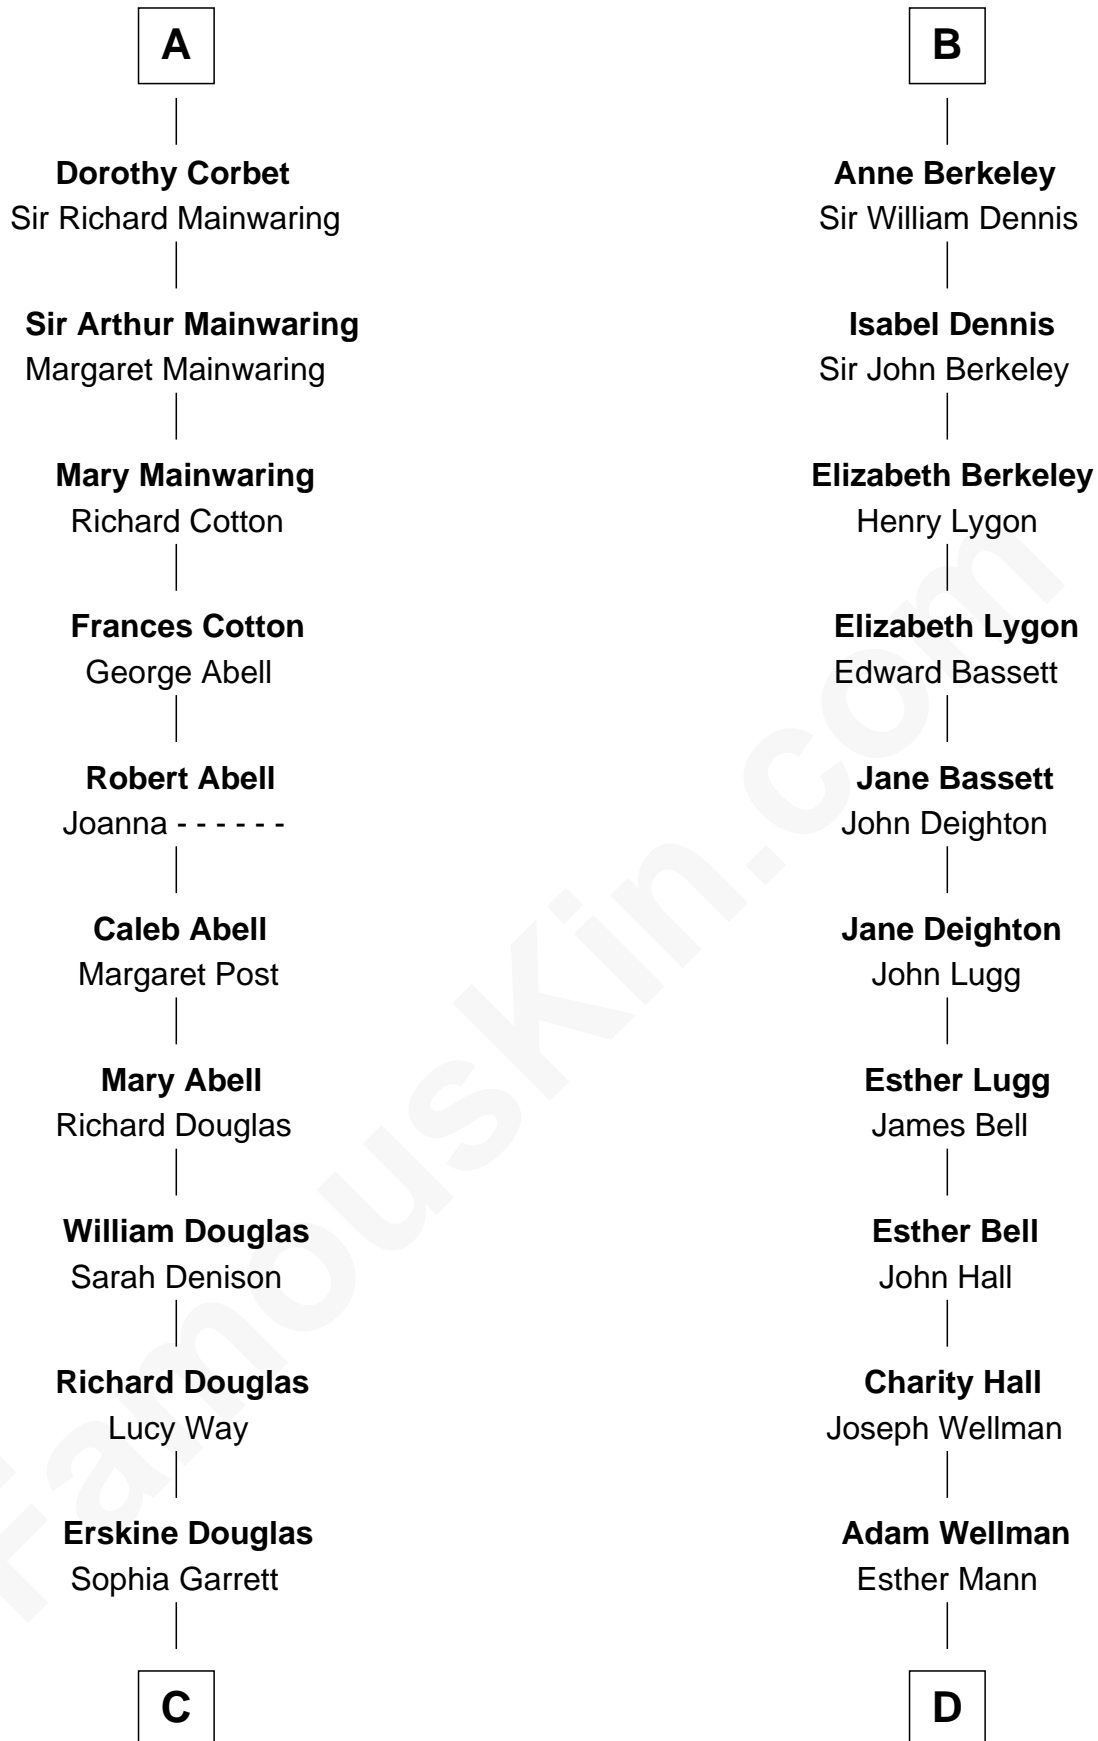 A
Dorothy Corbet
Sir Richard Mainwaring
Sir Arthur Mainwaring
Margaret Mainwaring
Mary Mainwaring
Richard Cotton
Frances Cotton
George Abell
Robert Abell
Joanna - - - - - -
Caleb Abell
Margaret Post
Mary Abell
Richard Douglas
William Douglas
Sarah Denison
Richard Douglas
Lucy Way
Erskine Douglas
Sophia Garrett
C
B
Anne Berkeley
Sir William Dennis
Isabel Dennis
Sir John Berkeley
Elizabeth Berkeley
Henry Lygon
Elizabeth Lygon
Edward Bassett
Jane Bassett
John Deighton
Jane Deighton
John Lugg
Esther Lugg
James Bell
Esther Bell
John Hall
Charity Hall
Joseph Wellman
Adam Wellman
Esther Mann
D
FamousKin.com